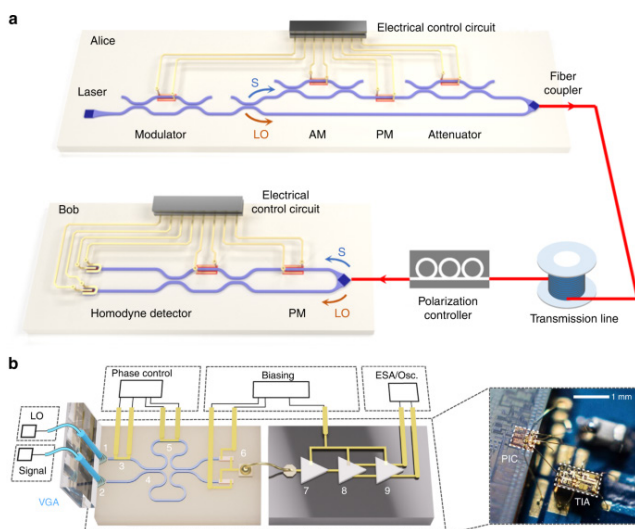 a
Alice
Electrical control circuit
Laser
S
Fiber
coupler
Modulator
LO
AM
PM
Attenuator
Bob
Electrical
control circuit
S
Homodyne detector
PM
LO
Polarization
controller
Transmission line
b
Phase control
Biasing
ESA/Osc.
1 mm
LO
Signal
VGA
1
2
3
4
5
6
7
8
9
PIC
TIA